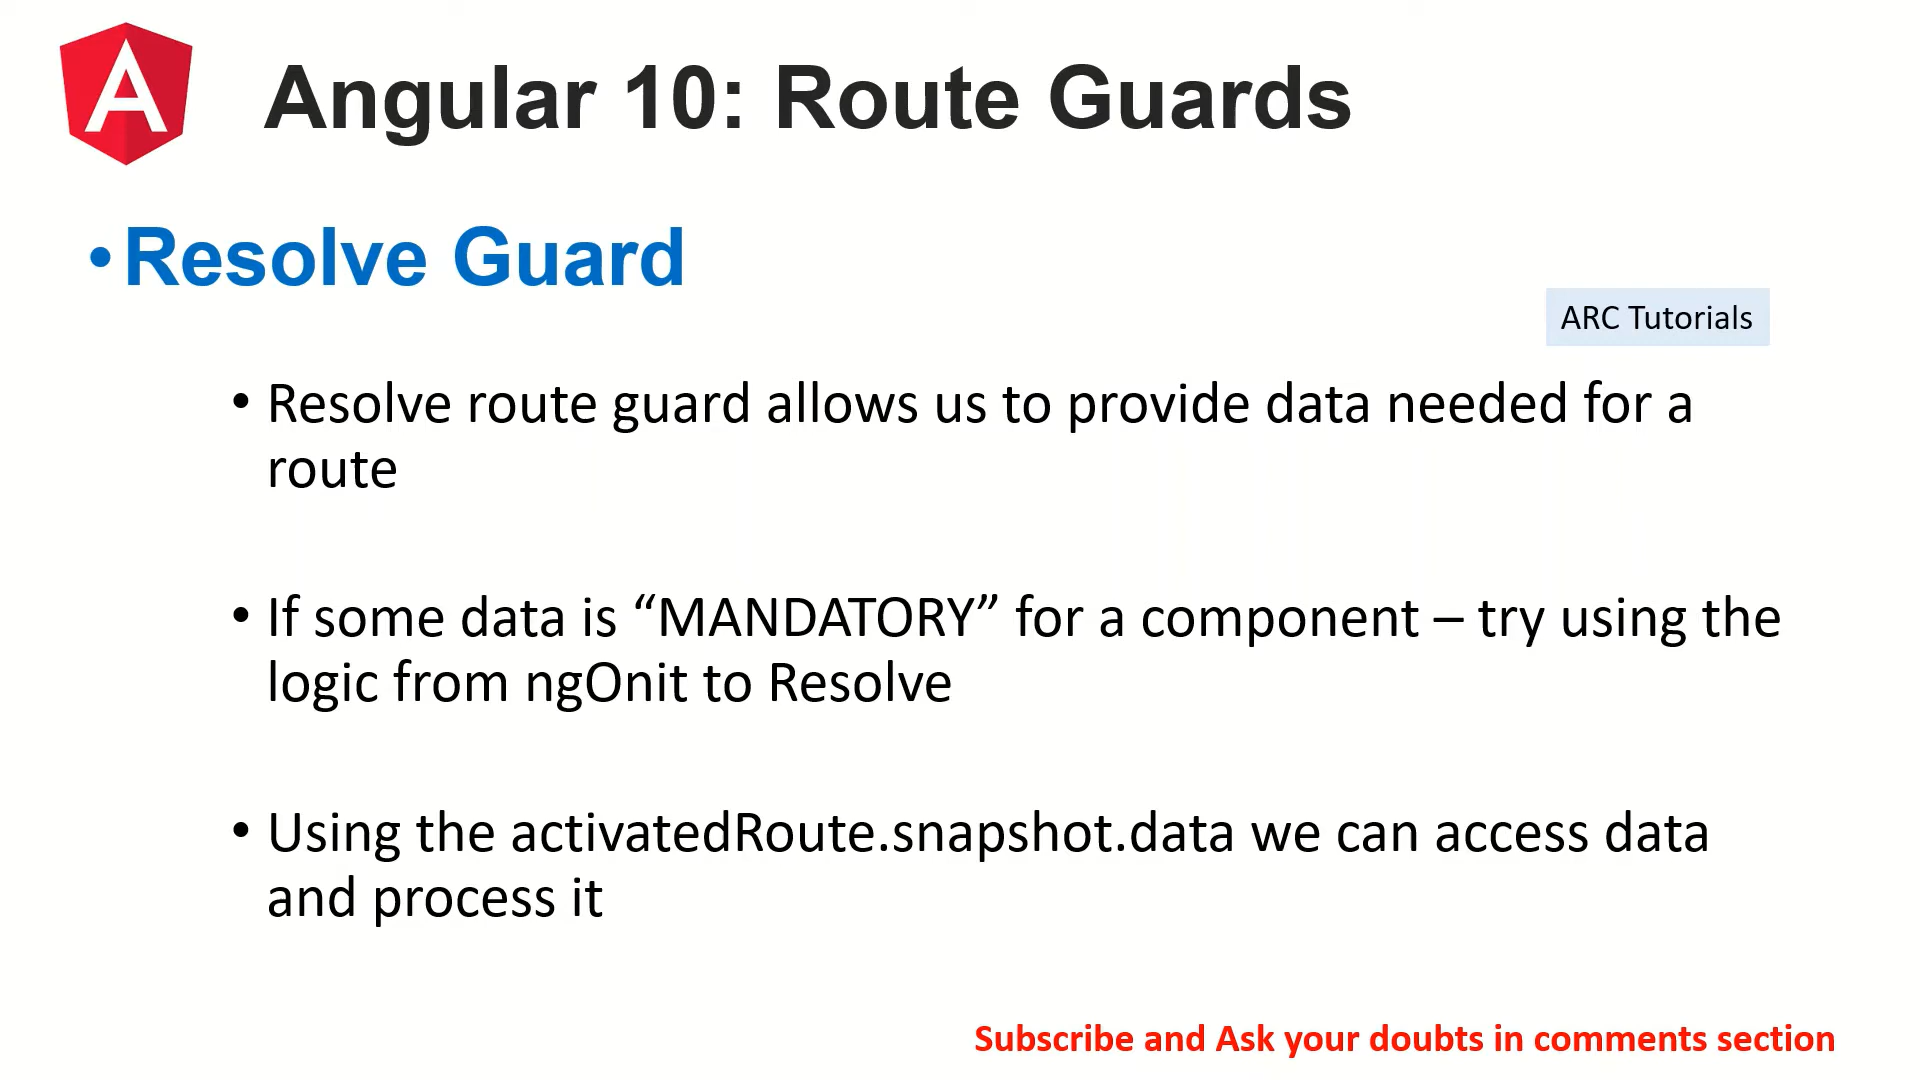 Angular 10: Route Guards
•Resolve Guard
ARC Tutorials
• Resolve route guard allows us to provide data needed for a
route
• If some data is “MANDATORY” for a component – try using the
logic from ngOnit to Resolve
• Using the activatedRoute.snapshot.data we can access data
and process it
Subscribe and Ask your doubts in comments section